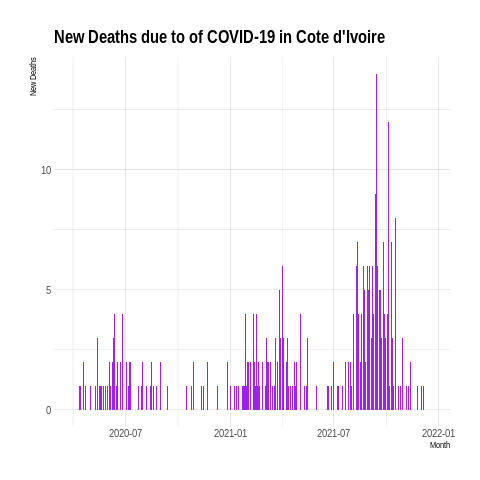 New Deaths due to of COVID-19 in Cote d'Ivoire
New Deaths
10
5
0
2020-07
2021-01
2021-07
2022-01
Month